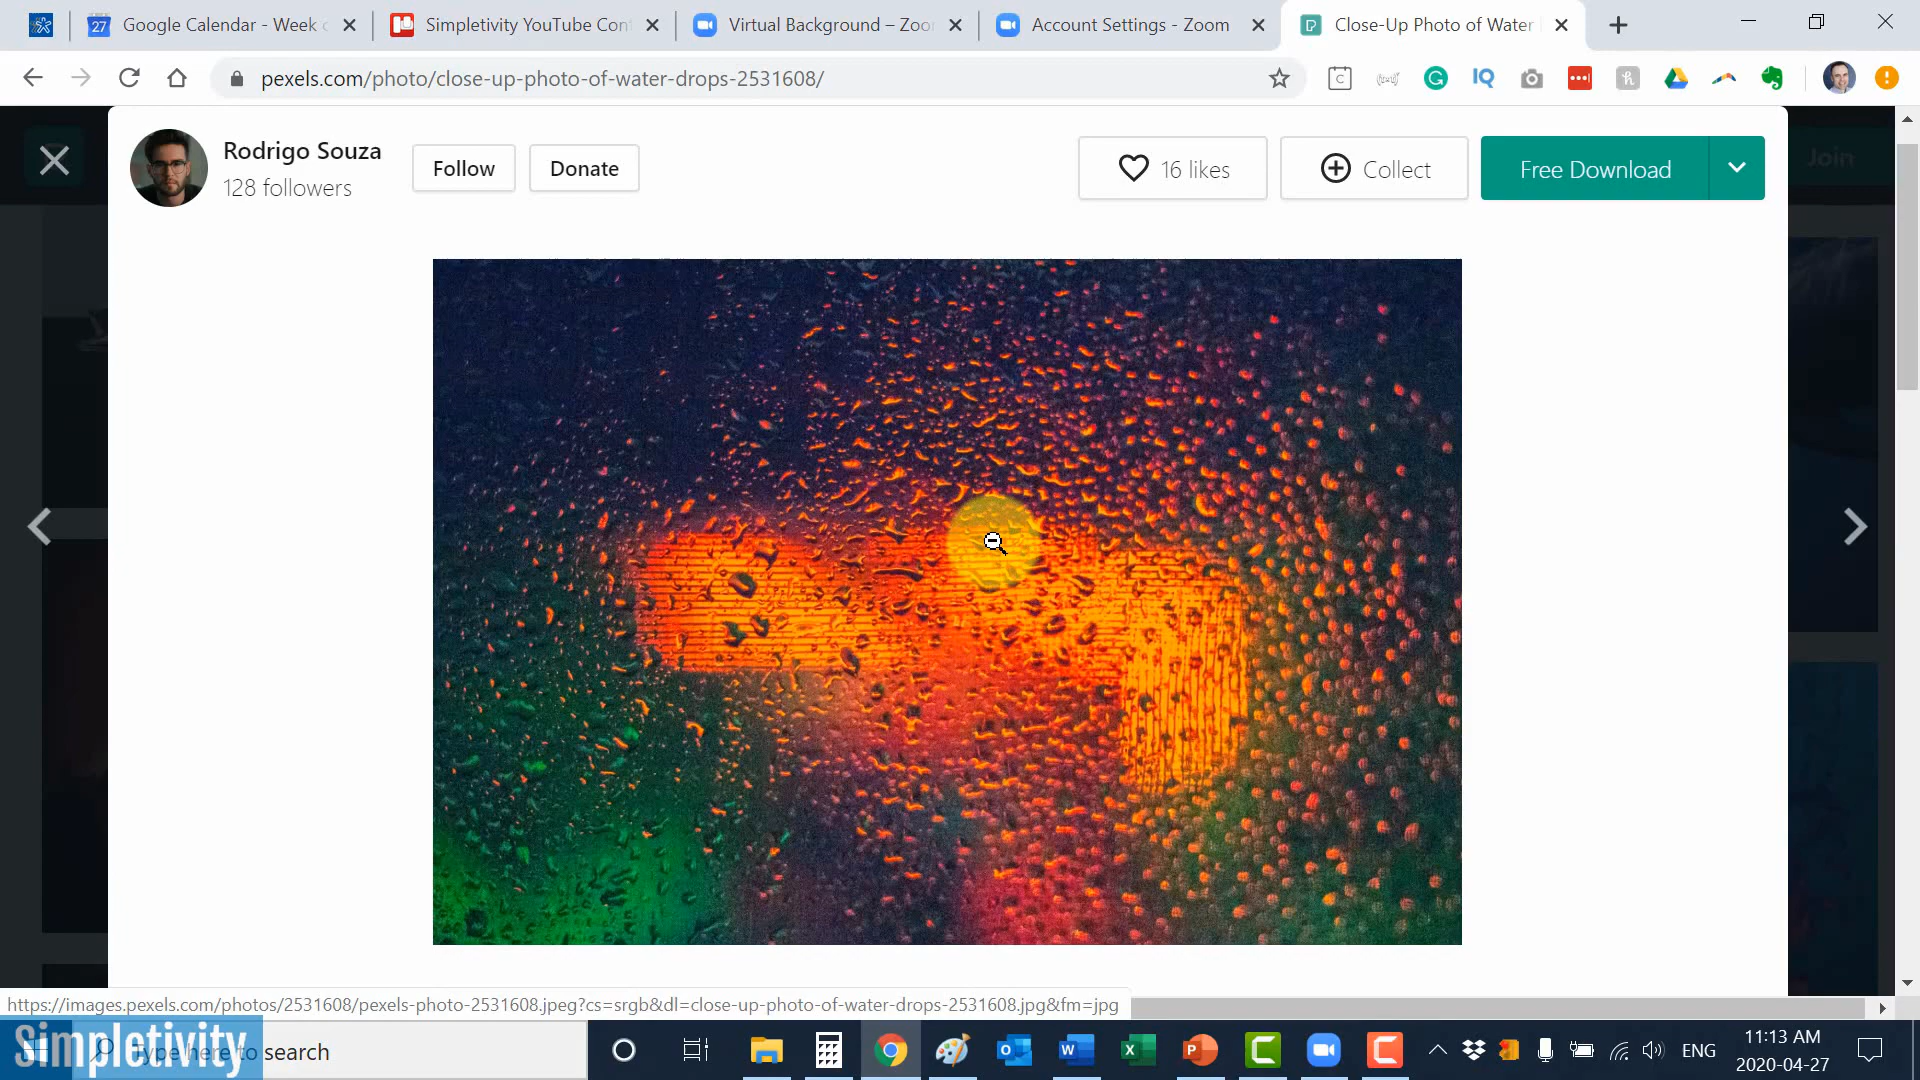 Google Calendar - Week
Simpletivity YouTube Con
Virtual Background – Zoo
Account Settings - Zoom
Close-Up Photo of Water
pexels.com/photo/close-up-photo-of-water-drops-2531608/
Rodrigo Souza
128 followers
Follow
Donate
16 likes
Collect
Free Download
Join
https://images.pexels.com/photos/2531608/pexels-photo-2531608.jpeg?cs=srgb&dl=close-up-photo-of-water-drops-2531608.jpg&fm=jpg
Simpletivity
Type here to search
ENG
11:13 AM
2020-04-27